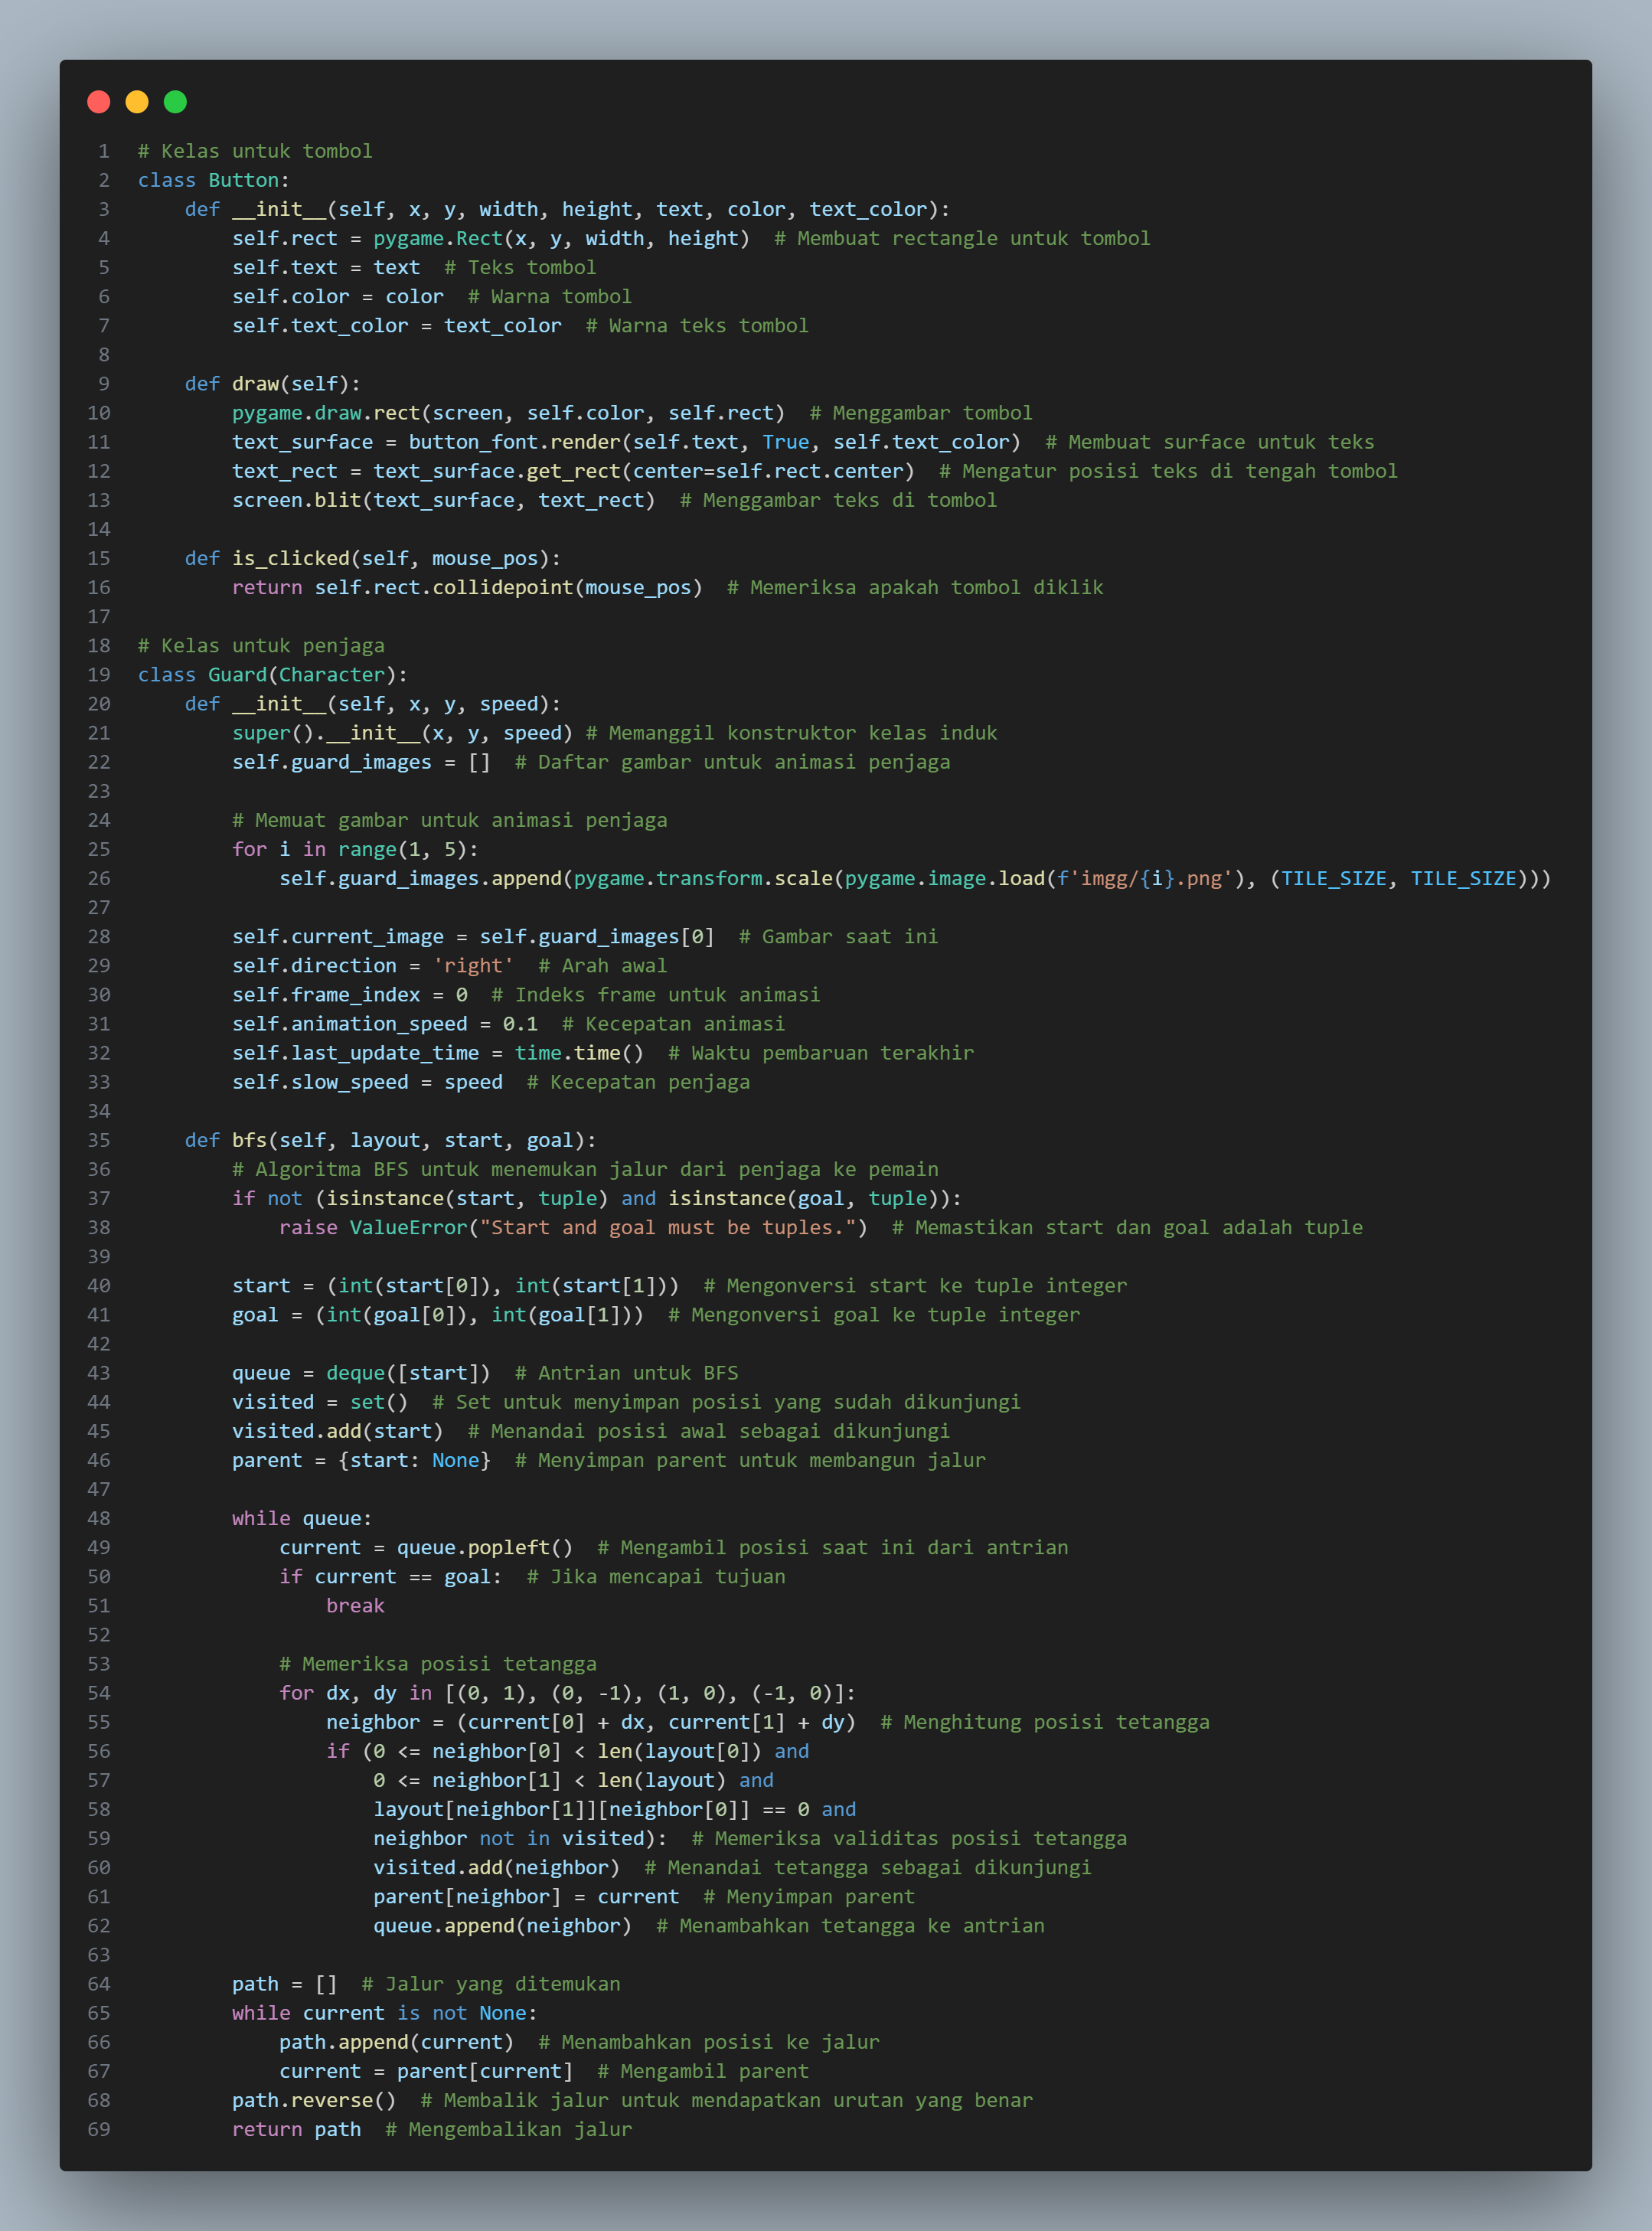 1 # Kelas untuk tombol
2 class Button:
3     def __init__(self, x, y, width, height, text, color, text_color):
4         self.rect = pygame.Rect(x, y, width, height)  # Membuat rectangle untuk tombol
5         self.text = text  # Teks tombol
6         self.color = color  # Warna tombol
7         self.text_color = text_color  # Warna teks tombol
8
9     def draw(self):
10         pygame.draw.rect(screen, self.color, self.rect)  # Menggambar tombol
11         text_surface = button_font.render(self.text, True, self.text_color)  # Membuat surface untuk teks
12         text_rect = text_surface.get_rect(center=self.rect.center)  # Mengatur posisi teks di tengah tombol
13         screen.blit(text_surface, text_rect)  # Menggambar teks di tombol
14
15     def is_clicked(self, mouse_pos):
16         return self.rect.collidepoint(mouse_pos)  # Memeriksa apakah tombol diklik
17
18 # Kelas untuk penjaga
19 class Guard(Character):
20     def __init__(self, x, y, speed):
21         super().__init__(x, y, speed) # Memanggil konstruktor kelas induk
22         self.guard_images = []  # Daftar gambar untuk animasi penjaga
23
24         # Memuat gambar untuk animasi penjaga
25         for i in range(1, 5):
26             self.guard_images.append(pygame.transform.scale(pygame.image.load(f'imgg/{i}.png'), (TILE_SIZE, TILE_SIZE)))
27
28         self.current_image = self.guard_images[0]  # Gambar saat ini
29         self.direction = 'right'  # Arah awal
30         self.frame_index = 0  # Indeks frame untuk animasi
31         self.animation_speed = 0.1  # Kecepatan animasi
32         self.last_update_time = time.time()  # Waktu pembaruan terakhir
33         self.slow_speed = speed  # Kecepatan penjaga
34
35     def bfs(self, layout, start, goal):
36         # Algoritma BFS untuk menemukan jalur dari penjaga ke pemain
37         if not (isinstance(start, tuple) and isinstance(goal, tuple)):
38             raise ValueError("Start and goal must be tuples.")  # Memastikan start dan goal adalah tuple
39
40         start = (int(start[0]), int(start[1]))  # Mengonversi start ke tuple integer
41         goal = (int(goal[0]), int(goal[1]))  # Mengonversi goal ke tuple integer
42
43         queue = deque([start])  # Antrian untuk BFS
44         visited = set()  # Set untuk menyimpan posisi yang sudah dikunjungi
45         visited.add(start)  # Menandai posisi awal sebagai dikunjungi
46         parent = {start: None}  # Menyimpan parent untuk membangun jalur
47
48         while queue:
49             current = queue.popleft()  # Mengambil posisi saat ini dari antrian
50             if current == goal:  # Jika mencapai tujuan
51                 break
52
53             # Memeriksa posisi tetangga
54             for dx, dy in [(0, 1), (0, -1), (1, 0), (-1, 0)]:
55                 neighbor = (current[0] + dx, current[1] + dy)  # Menghitung posisi tetangga
56                 if (0 <= neighbor[0] < len(layout[0]) and
57                     0 <= neighbor[1] < len(layout) and
58                     layout[neighbor[1]][neighbor[0]] == 0 and
59                     neighbor not in visited):  # Memeriksa validitas posisi tetangga
60                     visited.add(neighbor)  # Menandai tetangga sebagai dikunjungi
61                     parent[neighbor] = current  # Menyimpan parent
62                     queue.append(neighbor)  # Menambahkan tetangga ke antrian
63
64         path = []  # Jalur yang ditemukan
65         while current is not None:
66             path.append(current)  # Menambahkan posisi ke jalur
67             current = parent[current]  # Mengambil parent
68         path.reverse()  # Membalik jalur untuk mendapatkan urutan yang benar
69         return path  # Mengembalikan jalur